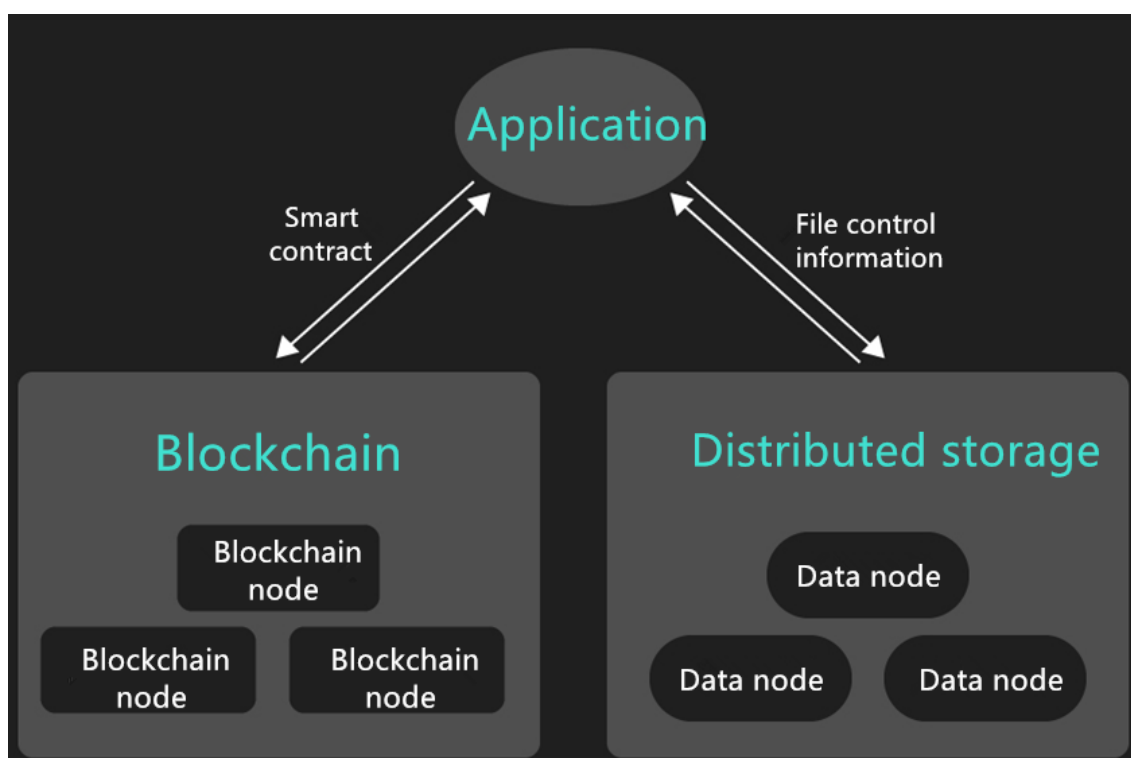 Application
Smart
contract
File control
information
Blockchain
Distributed storage
Blockchain
node
Blockchain
node
Blockchain
node
Data node
Data node
Data node